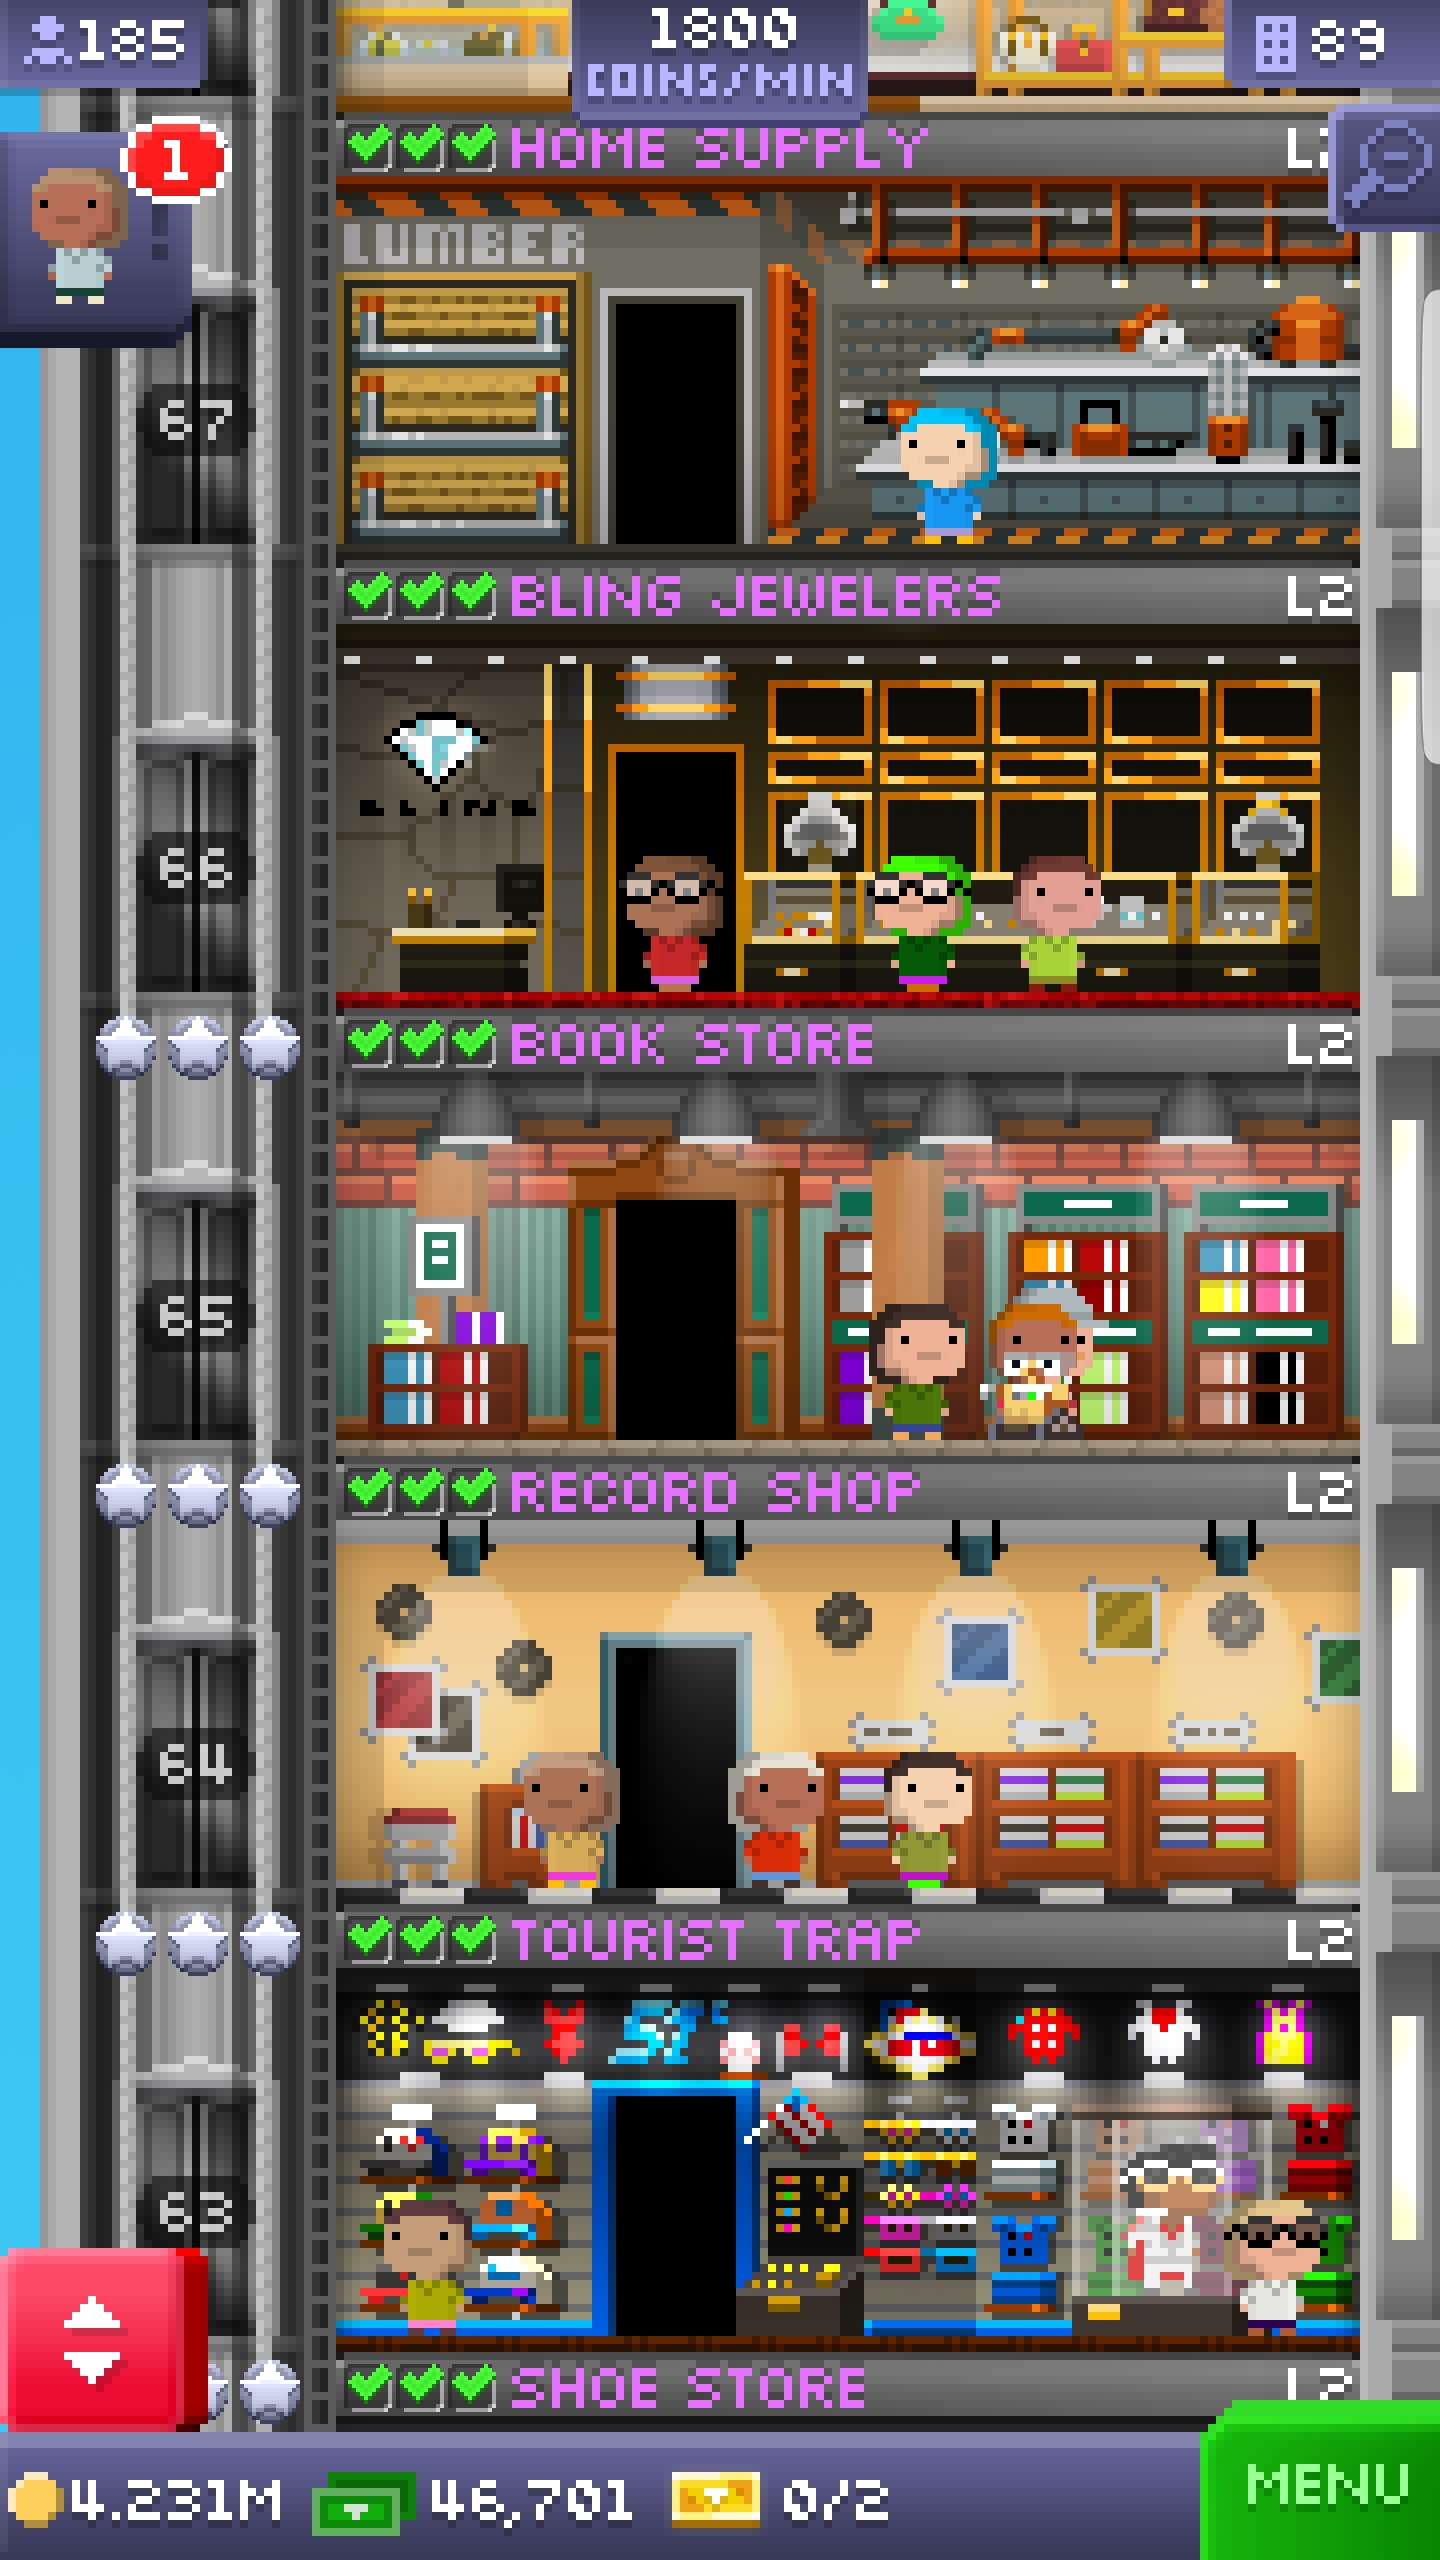 185
1800
COINS/MIN
89
1
HOME SUPPLY
LUMBER
67
BLING JEWELERS L2
BLING
66
BOOK STORE L2
65
RECORD SHOP L2
64
TOURIST TRAP L2
63
SHOE STORE L2
4.231M 46,701 0/2
MENU